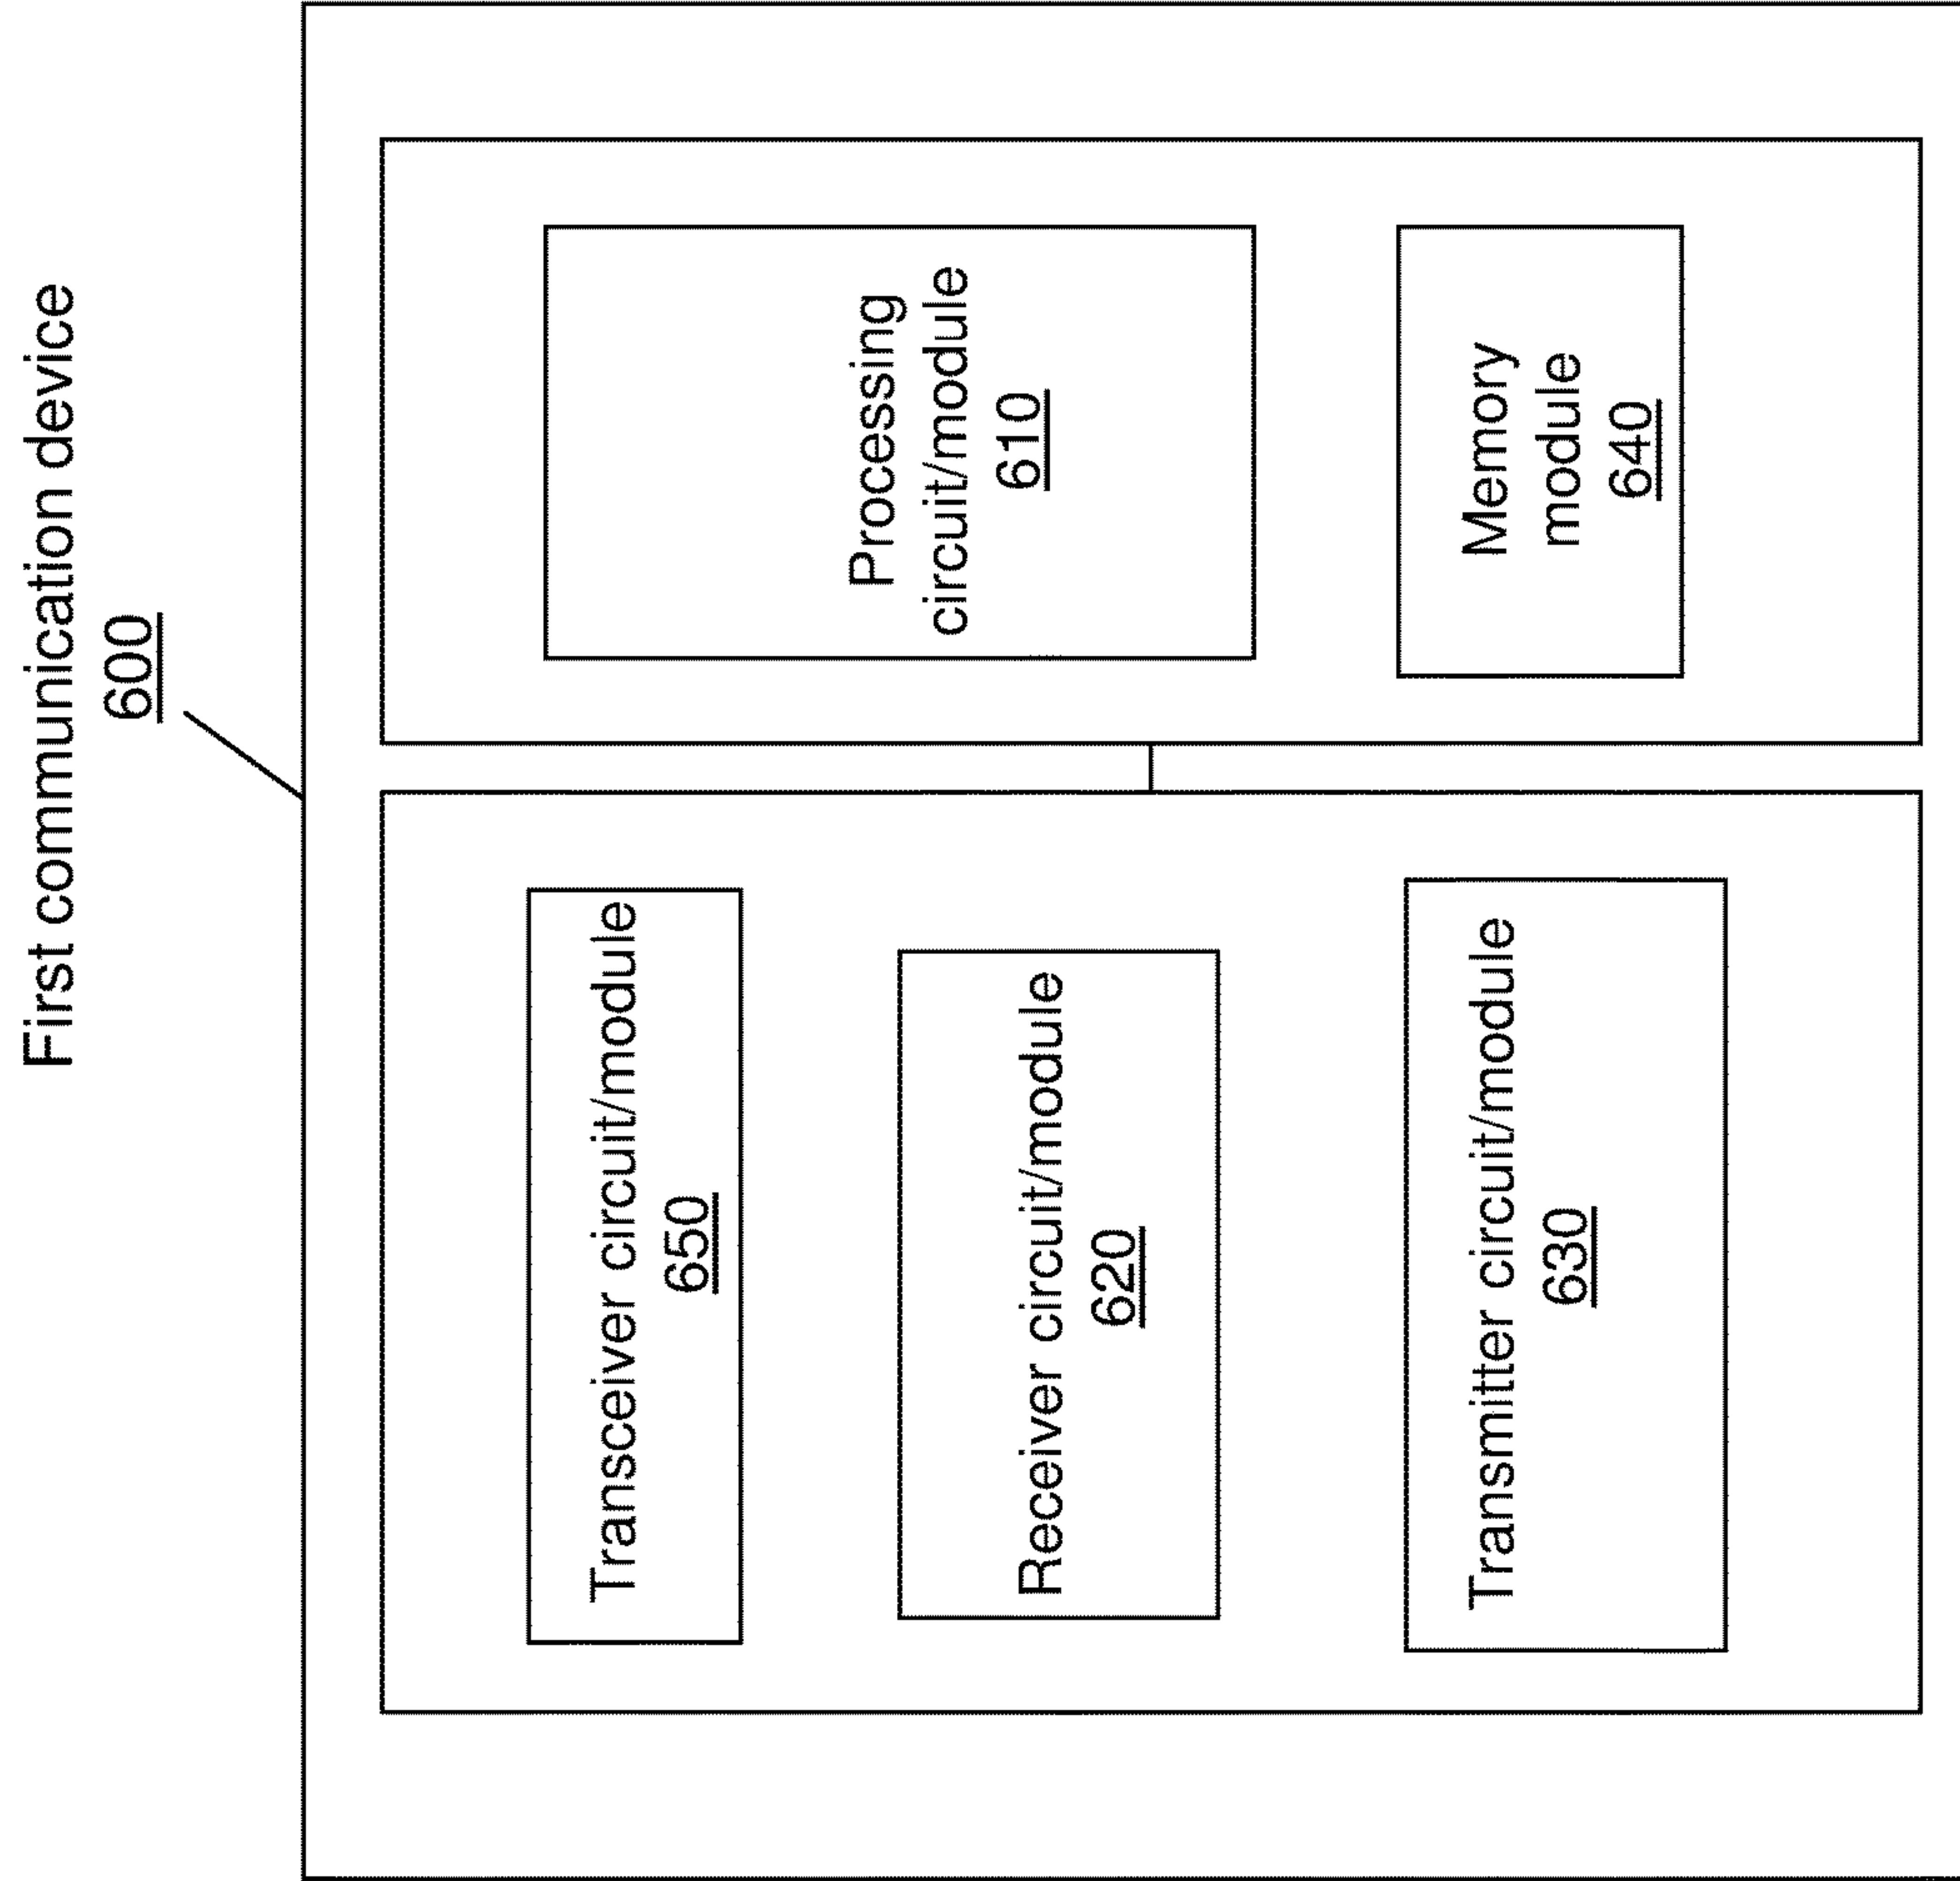 First communication device
600
Transceiver circuit/module
650
Receiver circuit/module
620
Transmitter circuit/module
630
Processing
circuit/module
610
Memory
module
640